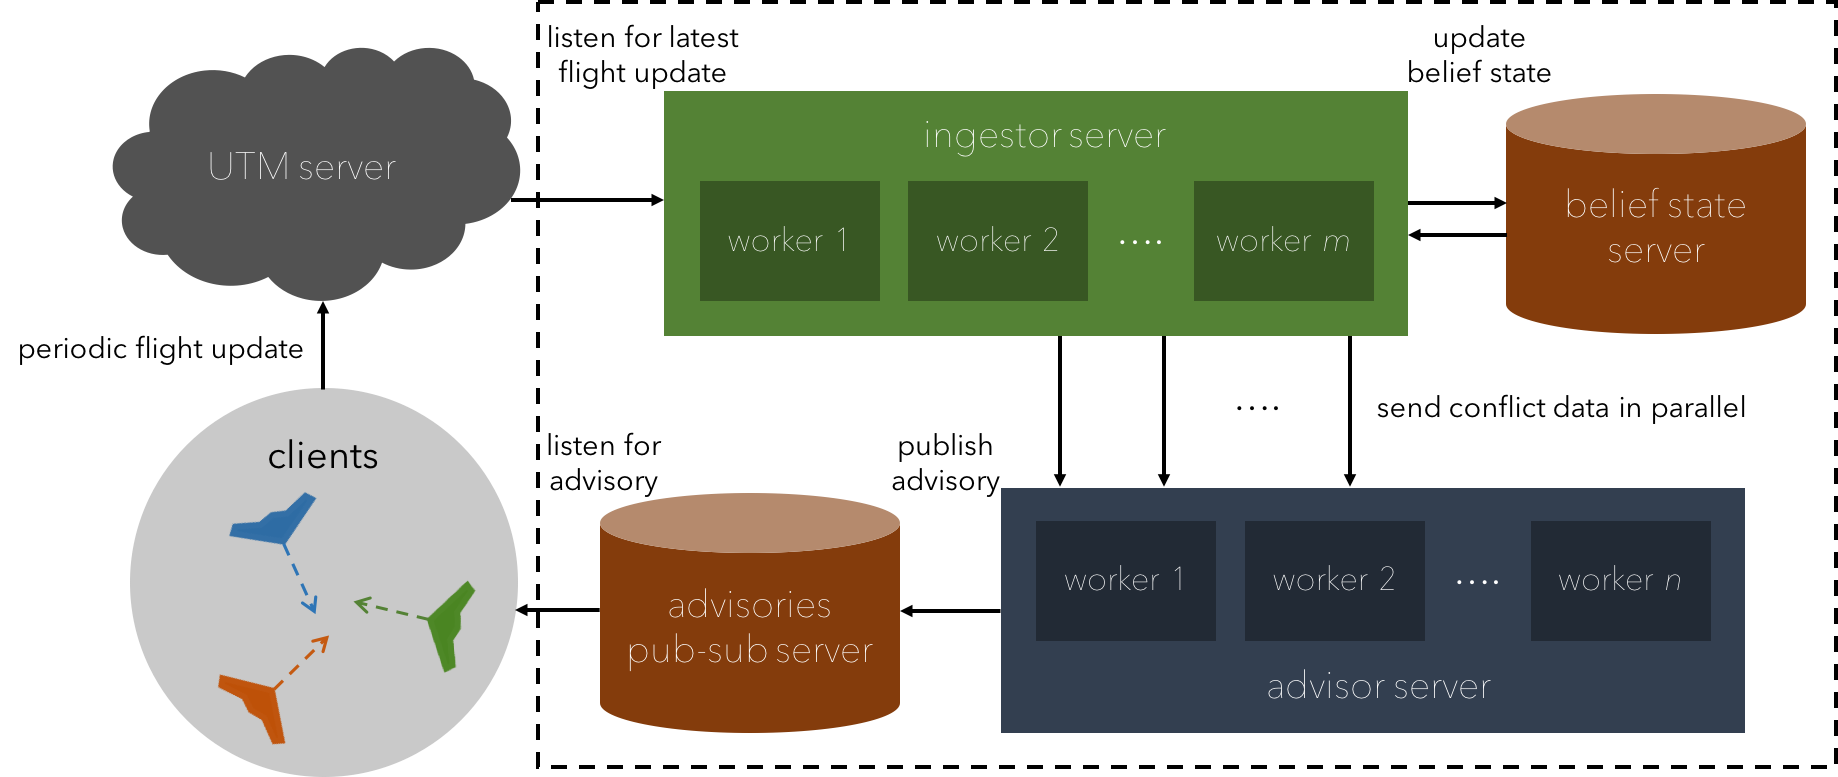 listen for latest
flight update
update
belief state
UTM server
ingestor server
worker 1
worker 2
....
worker m
belief state
server
periodic flight update
....
send conflict data in parallel
clients
listen for
advisory
publish
advisory
advisories
pub-sub server
worker 1
worker 2
....
worker n
advisor server